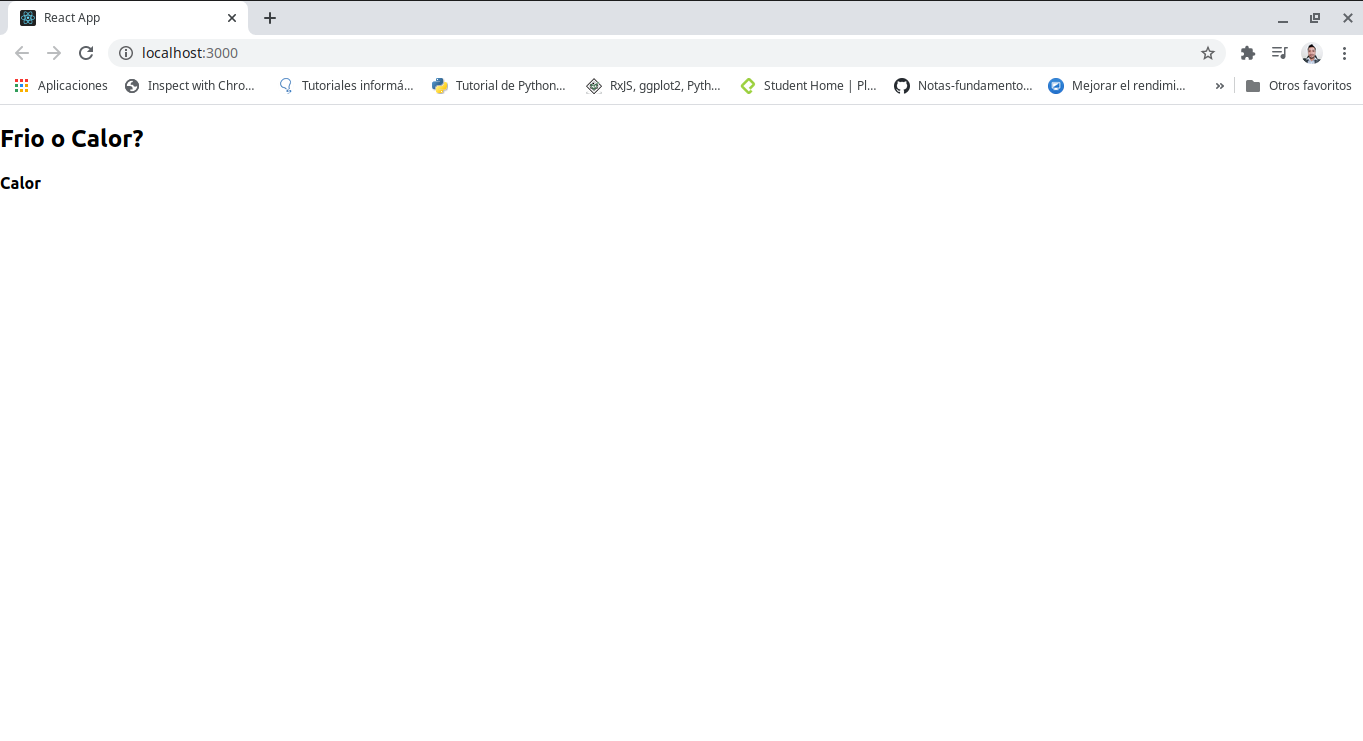 React App
localhost:3000
Aplicaciones Inspect with Chro... Tutoriales informá... Tutorial de Python... RxJS, ggplot2, Pyth... Student Home | Pl... Notas-fundamento... Mejorar el rendimi... » Otros favoritos
Frio o Calor?
Calor